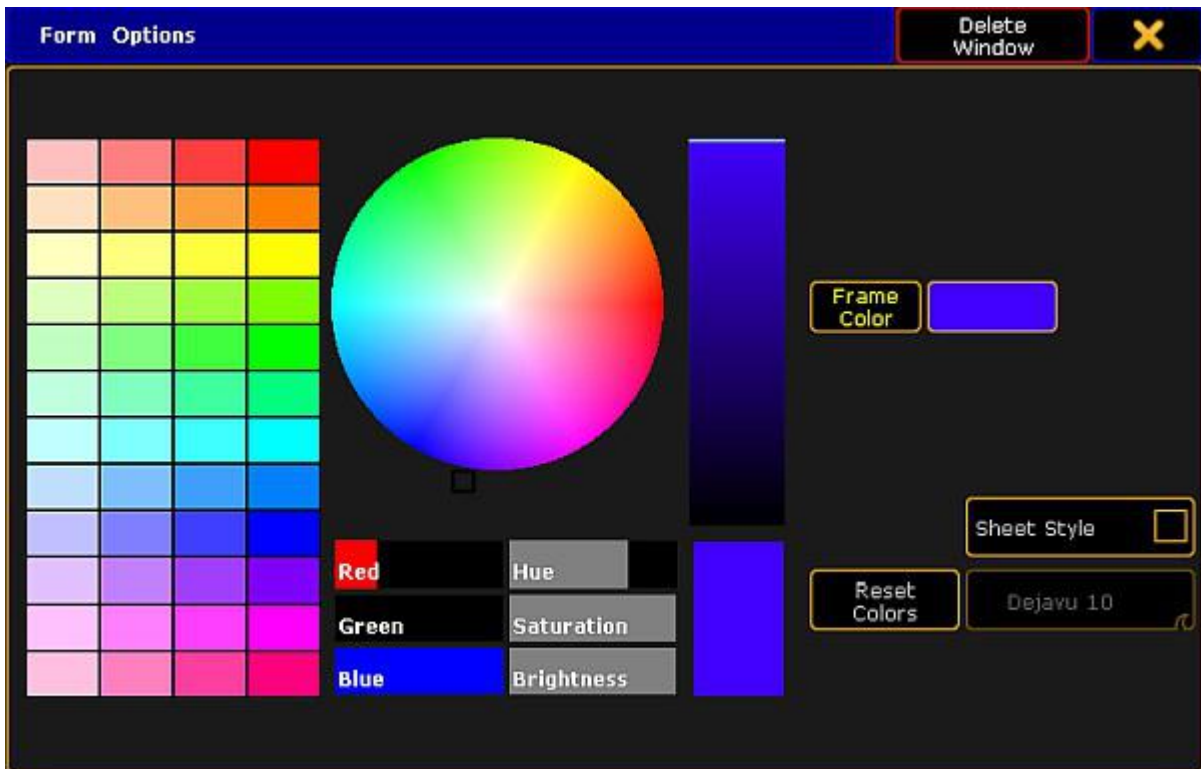 Form Options
Delete
Window
Frame
Color
Sheet Style
Red
Hue
Reset
Colors
Dejavu 10
Green
Saturation
Blue
Brightness